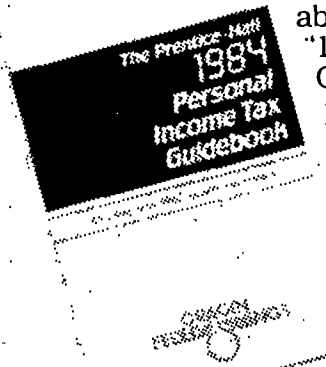 The Prentice-Hall
1984
Personal
Income Tax
Guidebook
ab
"l